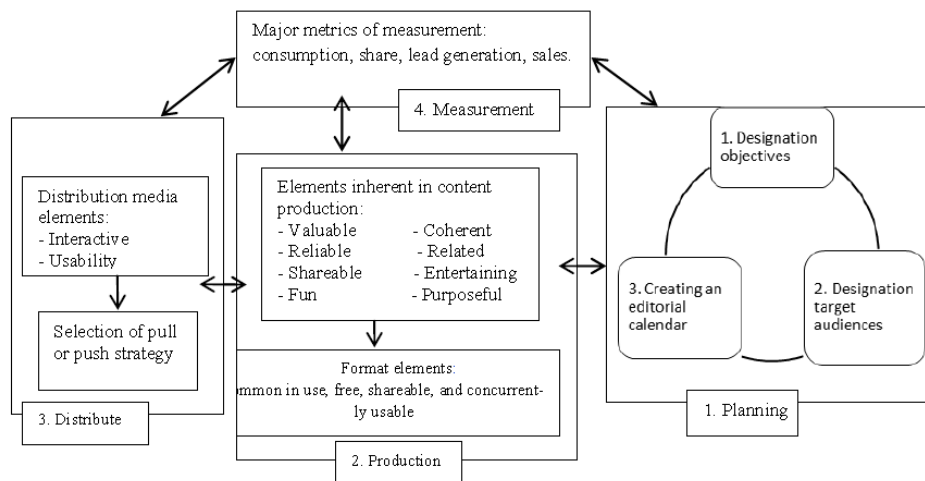 Major metrics of measurement:
consumption, share, lead generation, sales.
4. Measurement
Distribution media
elements:
- Interactive
- Usability
Selection of pull
or push strategy
3. Distribute
Elements inherent in content
production:
- Valuable - Coherent
- Reliable - Related
- Shareable - Entertaining
- Fun - Purposeful
Format elements:
ommon in use, free, shareable, and concurrent-
ly usable
2. Production
1. Designation
objectives
2. Designation
target
audiences
3. Creating an
editorial
calendar
1. Planning